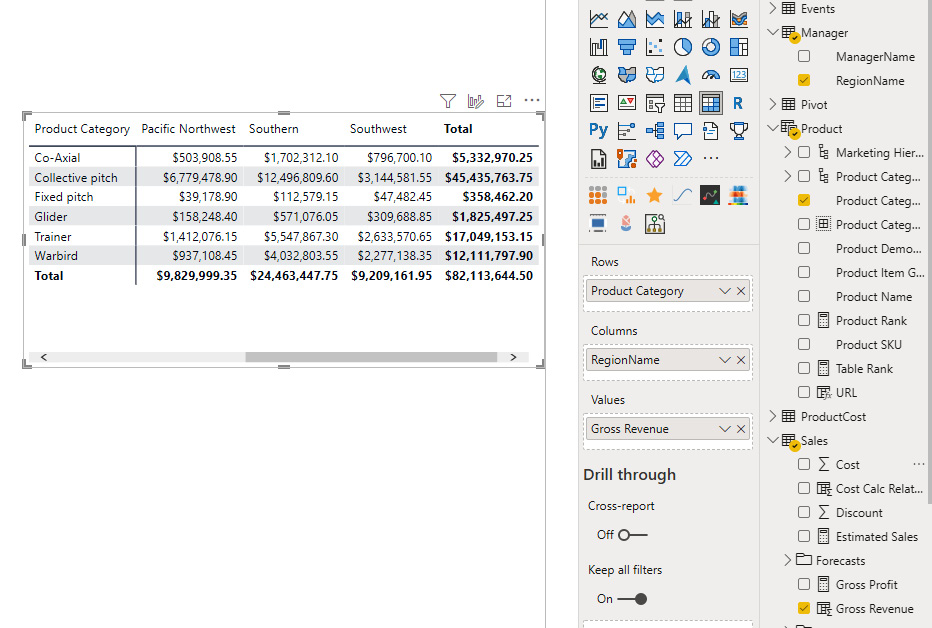 Product Category Pacific Northwest Southern Southwest Total
Co-Axial $503,908.55 $1,702,312.10 $796,700.10 $5,332,970.25
Collective pitch $6,779,478.90 $12,496,809.60 $3,144,581.55 $45,435,763.75
Fixed pitch $39,178.90 $112,579.15 $47,482.45 $358,462.20
Glider $158,248.40 $571,076.05 $309,688.85 $1,825,497.25
Trainer $1,412,076.15 $5,547,867.30 $2,633,570.65 $17,049,153.15
Warbird $937,108.45 $4,032,803.55 $2,277,138.35 $12,111,797.90
Total $9,829,999.35 $24,463,447.75 $9,209,161.95 $82,113,644.50
123
R
Py
Rows
Product Category
Columns
RegionName
Values
Gross Revenue
Drill through
Cross-report
Off
Keep all filters
On
Events
Manager
ManagerName
RegionName
Pivot
Product
Marketing Hier...
Product Categ...
Product Categ...
Product Categ...
Product Demo...
Product Item G...
Product Name
Product Rank
Product SKU
Table Rank
URL
ProductCost
Sales
Cost
Cost Calc Relat...
Discount
Estimated Sales
Forecasts
Gross Profit
Gross Revenue